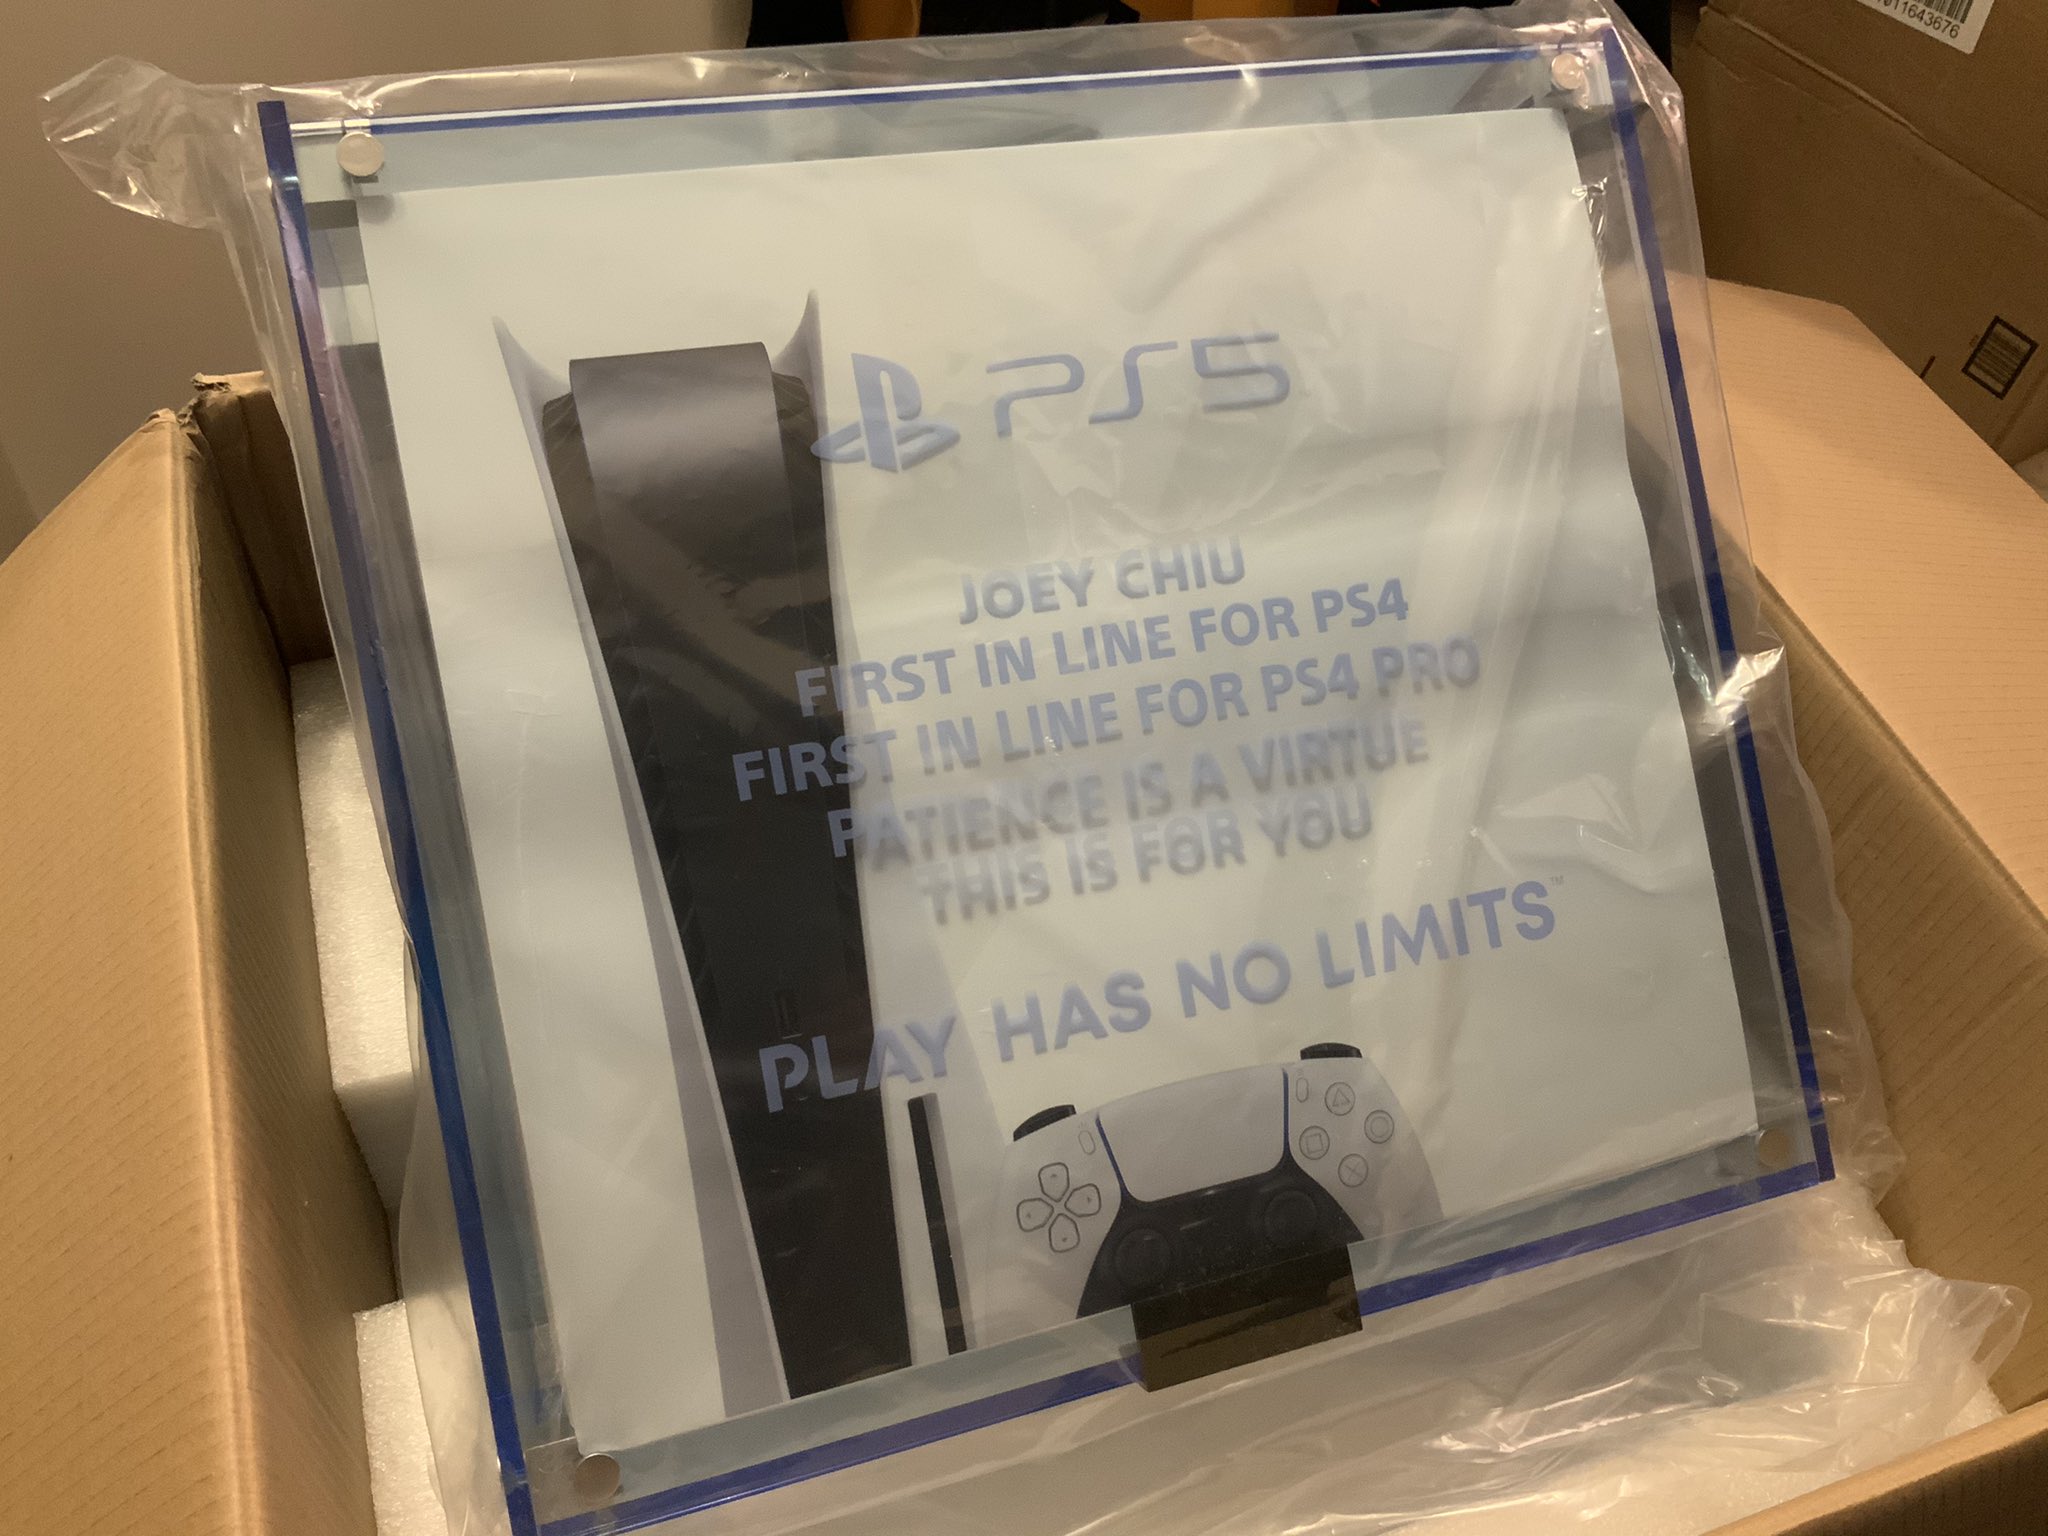 PS5
JOEY CHIU
FIRST IN LINE FOR PS4
FIRST IN LINE FOR PS4 PRO
PATIENCE IS A VIRTUE
THIS IS FOR YOU
PLAY HAS NO LIMITS™
11643676